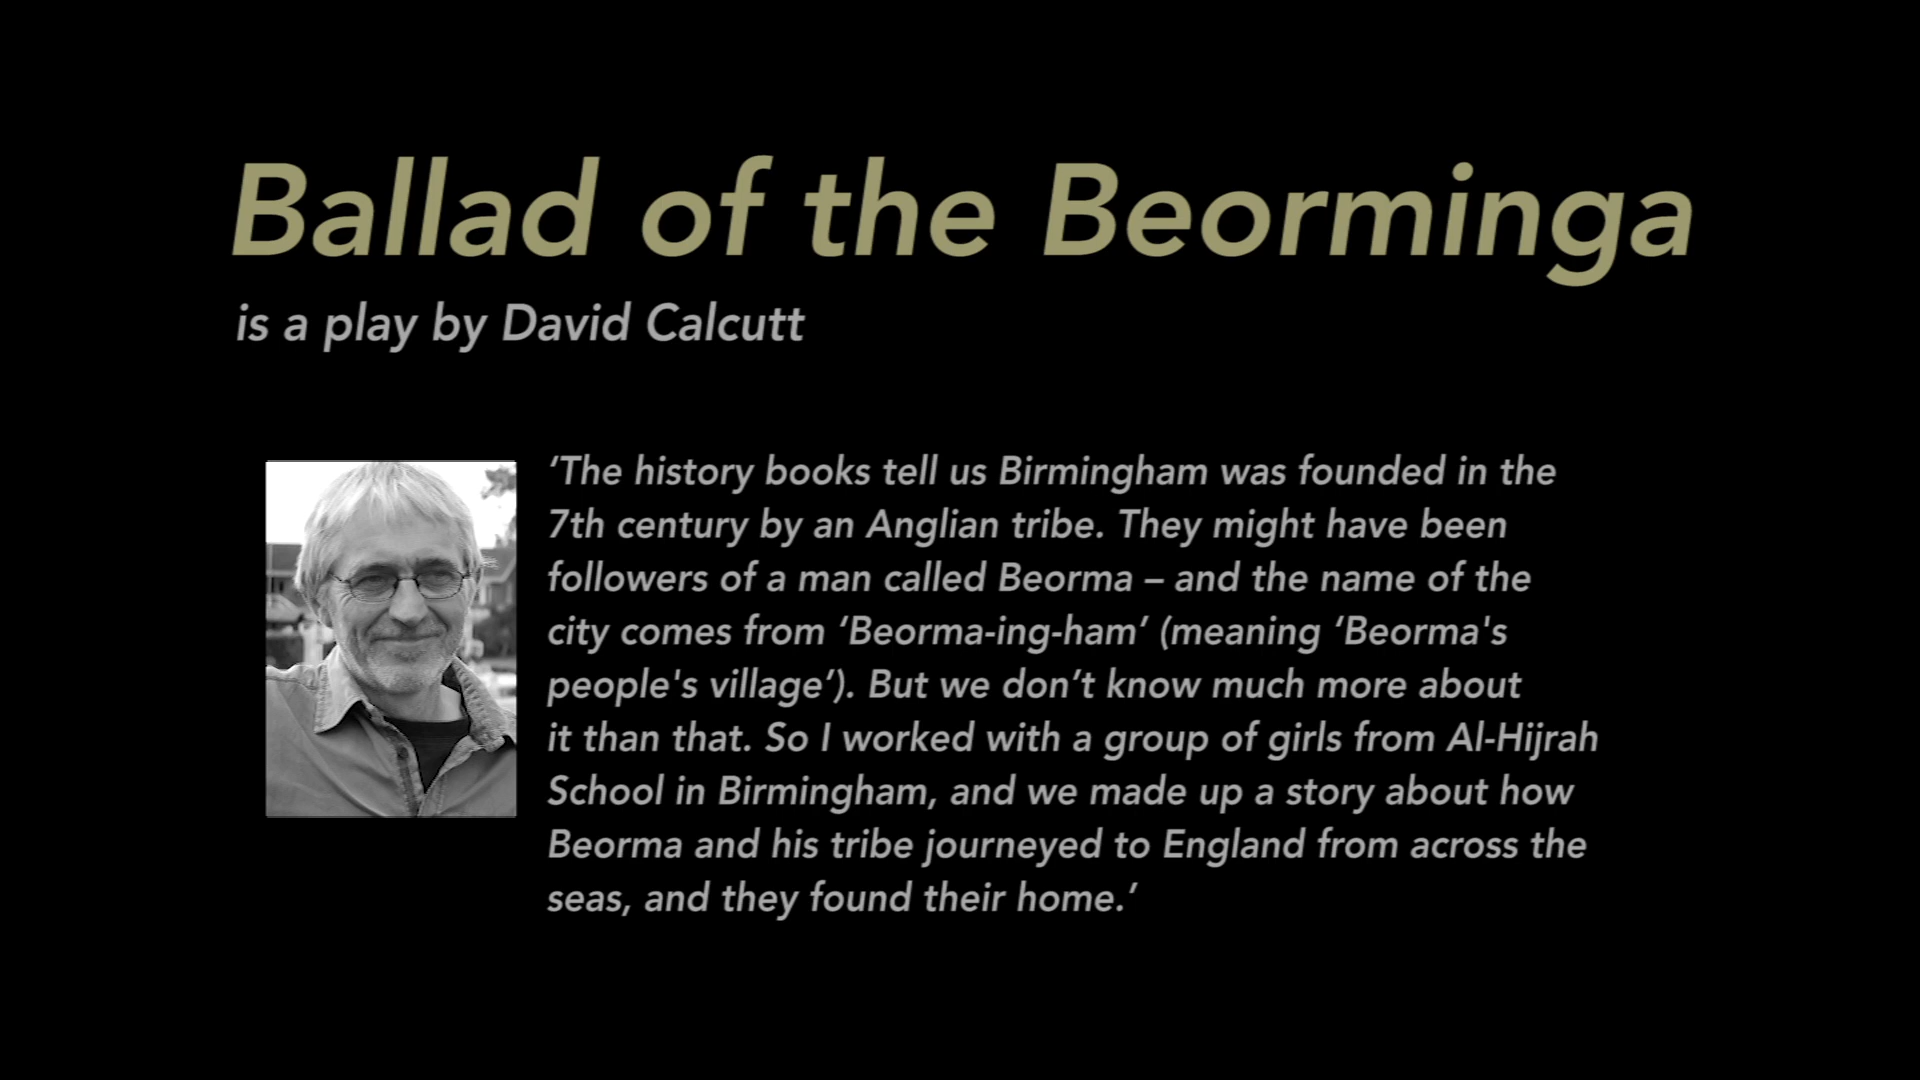 Ballad of the Beorminga
is a play by David Calcutt
‘The history books tell us Birmingham was founded in the
7th century by an Anglian tribe. They might have been
followers of a man called Beorma – and the name of the
city comes from ‘Beorma-ing-ham’ (meaning ‘Beorma's
people's village’). But we don’t know much more about
it than that. So I worked with a group of girls from Al-Hijrah
School in Birmingham, and we made up a story about how
Beorma and his tribe journeyed to England from across the
seas, and they found their home.’